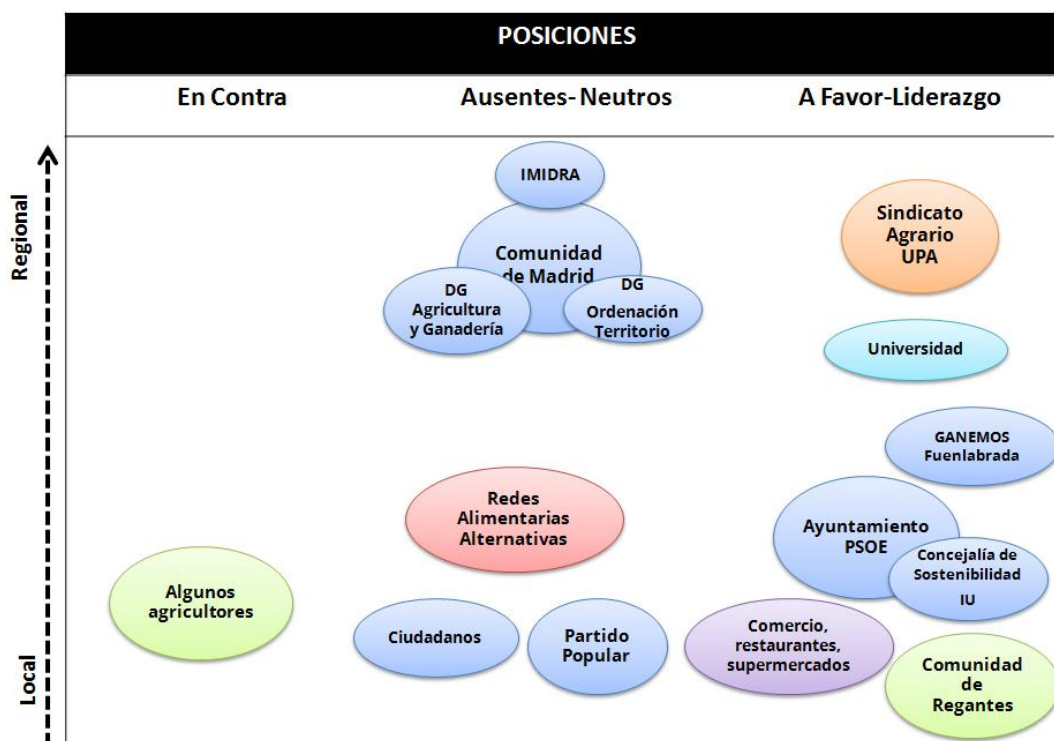 POSICIONES
En Contra
Ausentes- Neutros
A Favor-Liderazgo
Regional
Local
IMIDRA
Comunidad
de Madrid
DG
Agricultura
y Ganadería
DG
Ordenación
Territorio
Sindicato
Agrario
UPA
Universidad
GANEMOS
Fuenlabrada
Redes
Alimentarias
Alternativas
Ayuntamiento
PSOE
Concejalía de
Sostenibilidad
IU
Algunos
agricultores
Ciudadanos
Partido
Popular
Comercio,
restaurantes,
supermercados
Comunidad
de
Regantes